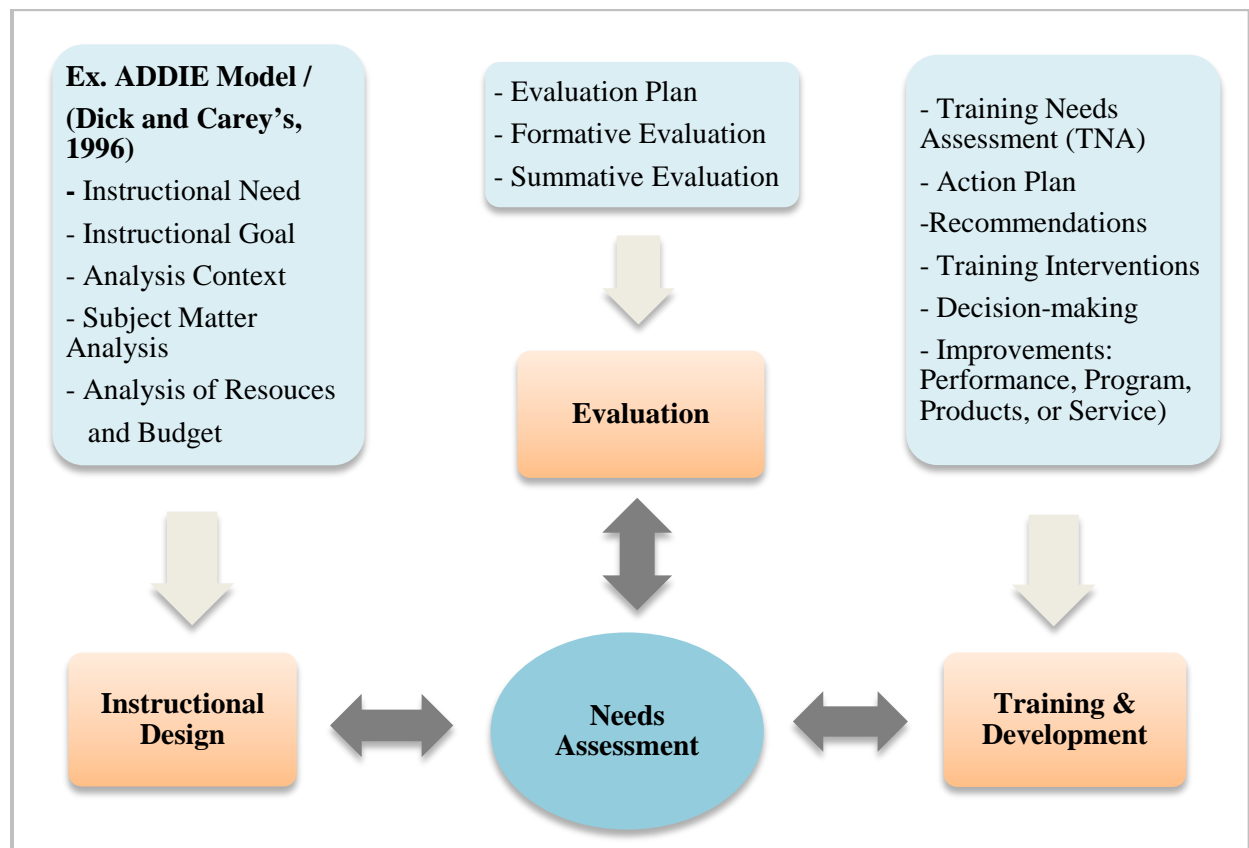 Ex. ADDIE Model /
(Dick and Carey’s,
1996)
- Instructional Need
- Instructional Goal
- Analysis Context
- Subject Matter
Analysis
- Analysis of Resouces
and Budget
- Evaluation Plan
- Formative Evaluation
- Summative Evaluation
- Training Needs
Assessment (TNA)
- Action Plan
-Recommendations
- Training Interventions
- Decision-making
- Improvements:
Performance, Program,
Products, or Service)
Evaluation
Instructional
Design
Needs
Assessment
Training &
Development